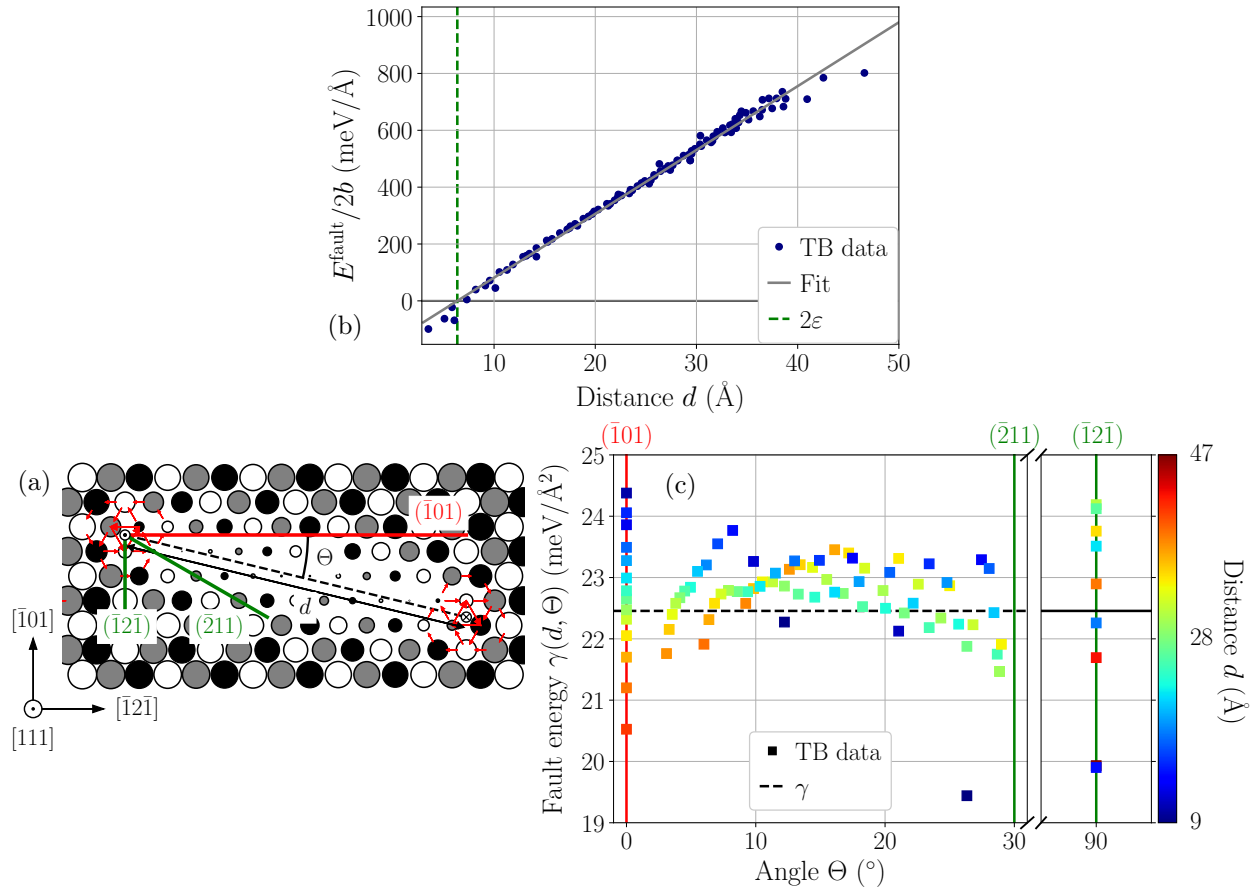 1000
800
600
400
200
0
E^fault/2b (meV/Å)
(b)
TB data
Fit
2ε
10
20
30
40
50
Distance d (Å)
(a)
(1̄01)
Θ
d
(1̄21̄)
(2̄11)
[1̄01]
[1̄21̄]
[111]
(1̄01)
(2̄11)
(1̄21̄)
(c)
25
24
23
22
21
20
19
Fault energy γ(d, Θ) (meV/Å²)
TB data
γ
0
10
20
30
90
Angle Θ (°)
47
28
9
Distance d (Å)